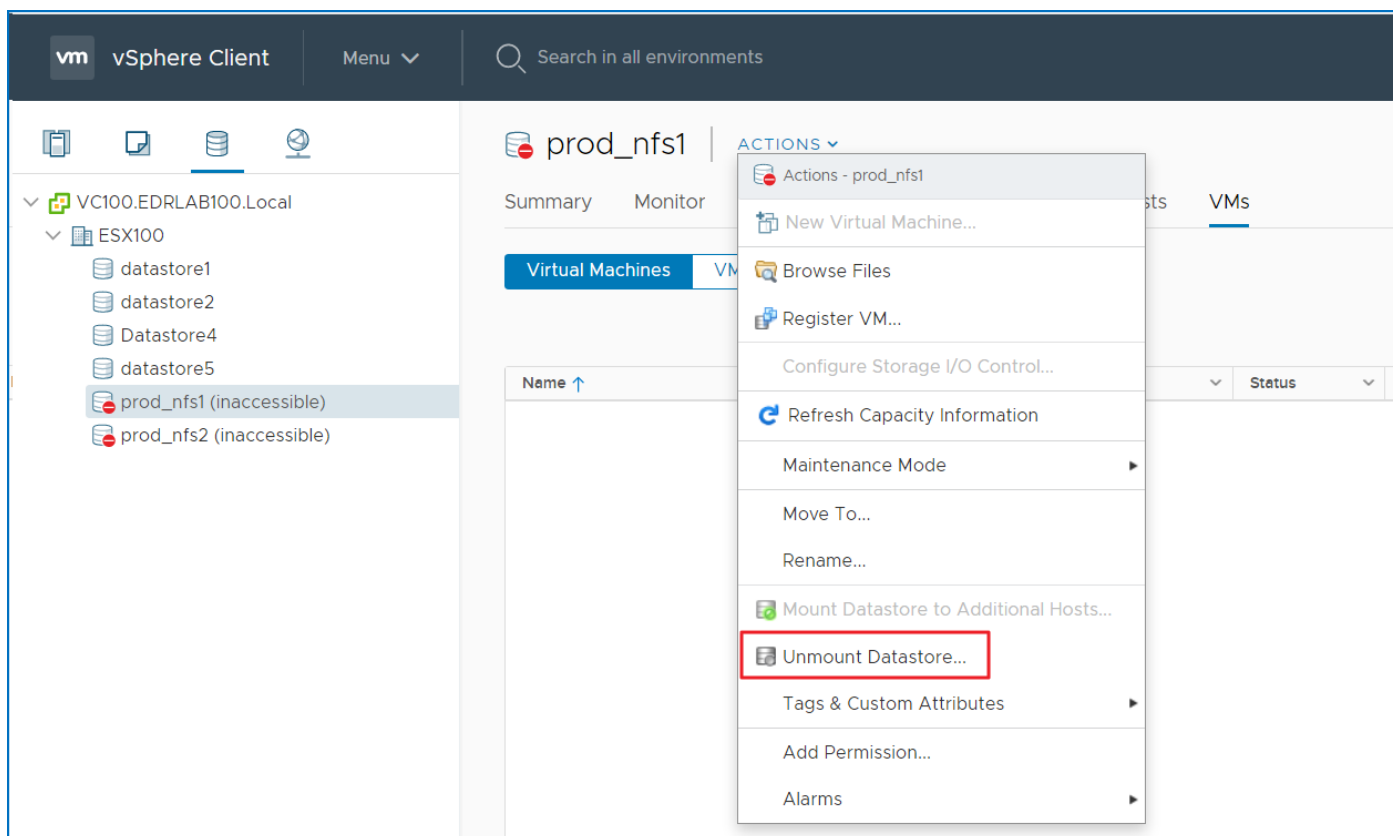 vm vSphere Client Menu Search in all environments
VC100.EDRLAB100.Local
ESX100
datastore1
datastore2
Datastore4
datastore5
prod_nfs1 (inaccessible)
prod_nfs2 (inaccessible)
prod_nfs1 ACTIONS
Summary Monitor sts VMs
Virtual Machines VM
Name Status
Actions - prod_nfs1
New Virtual Machine...
Browse Files
Register VM...
Configure Storage I/O Control...
Refresh Capacity Information
Maintenance Mode
Move To...
Rename...
Mount Datastore to Additional Hosts...
Unmount Datastore...
Tags & Custom Attributes
Add Permission...
Alarms